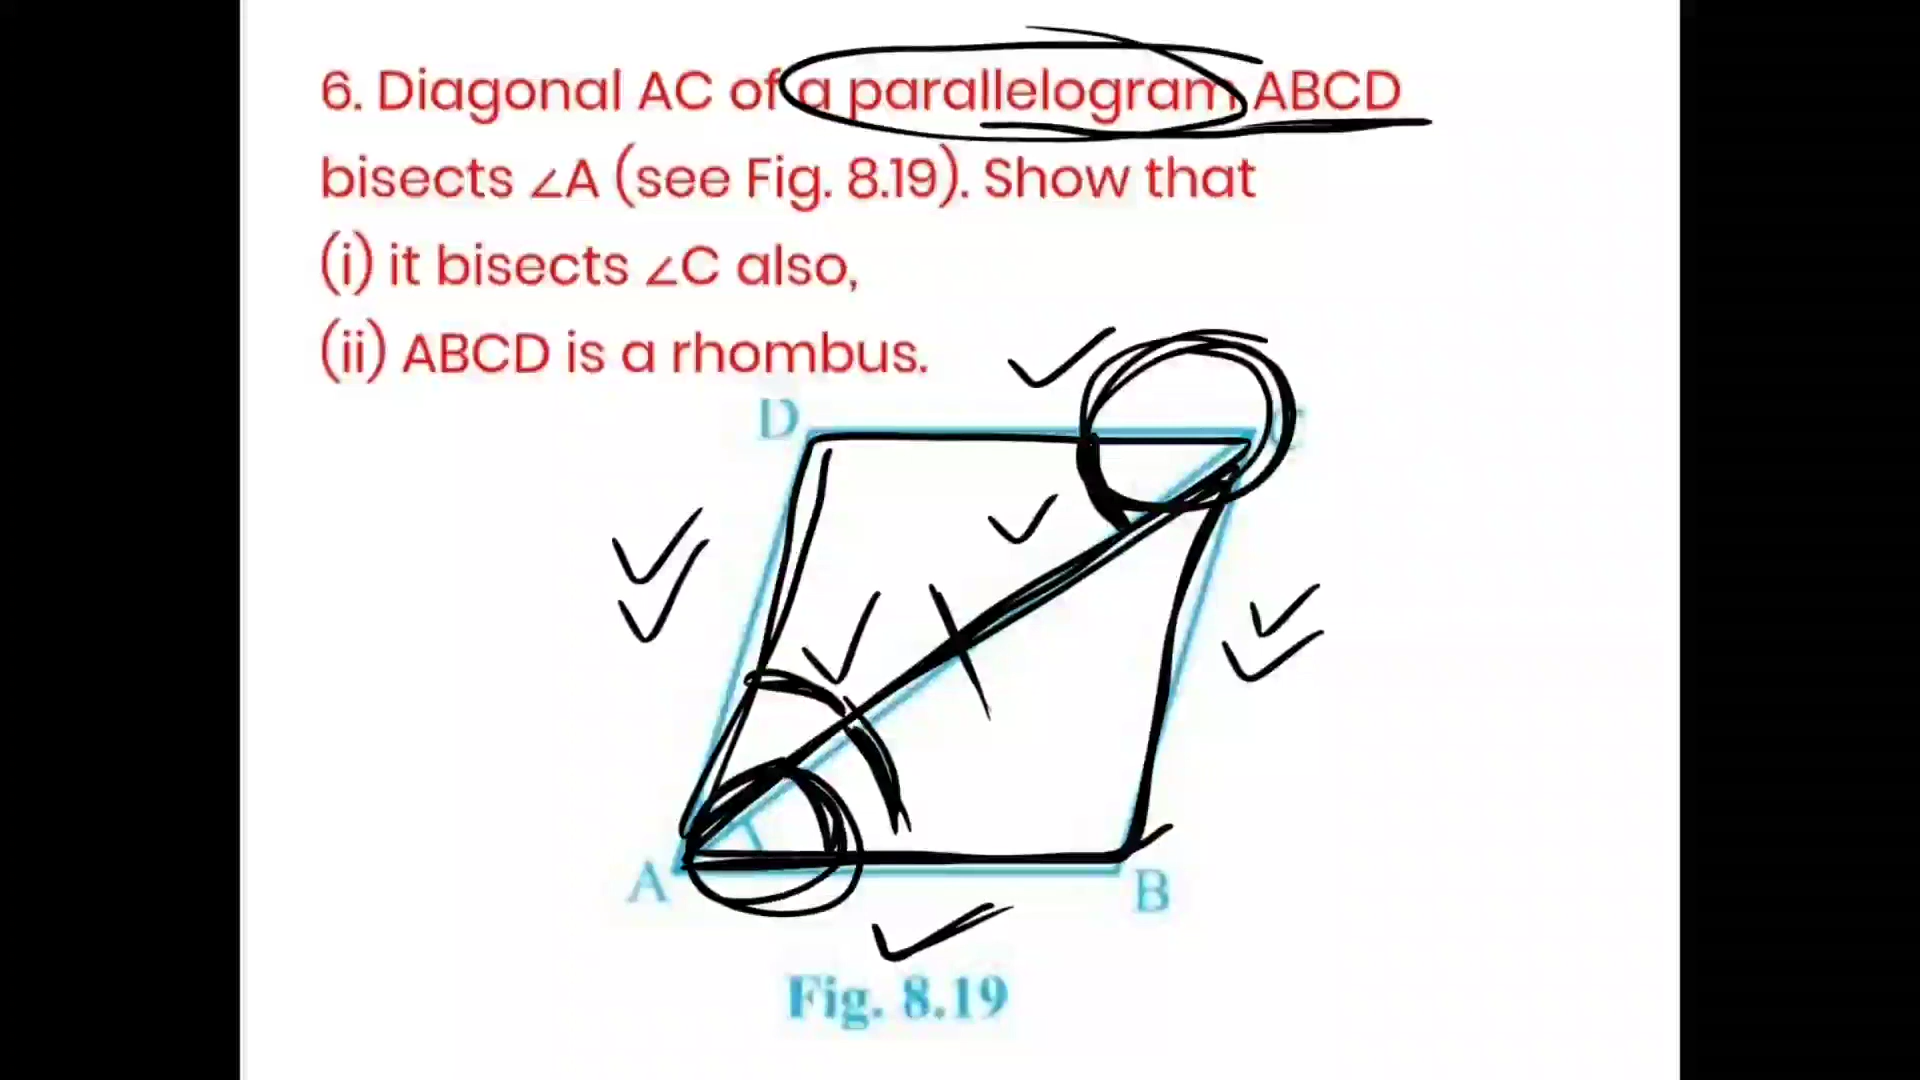 6. Diagonal AC of a parallelogram ABCD
bisects ∠A (see Fig. 8.19). Show that
(i) it bisects ∠C also,
(ii) ABCD is a rhombus.
D
C
A
B
Fig. 8.19